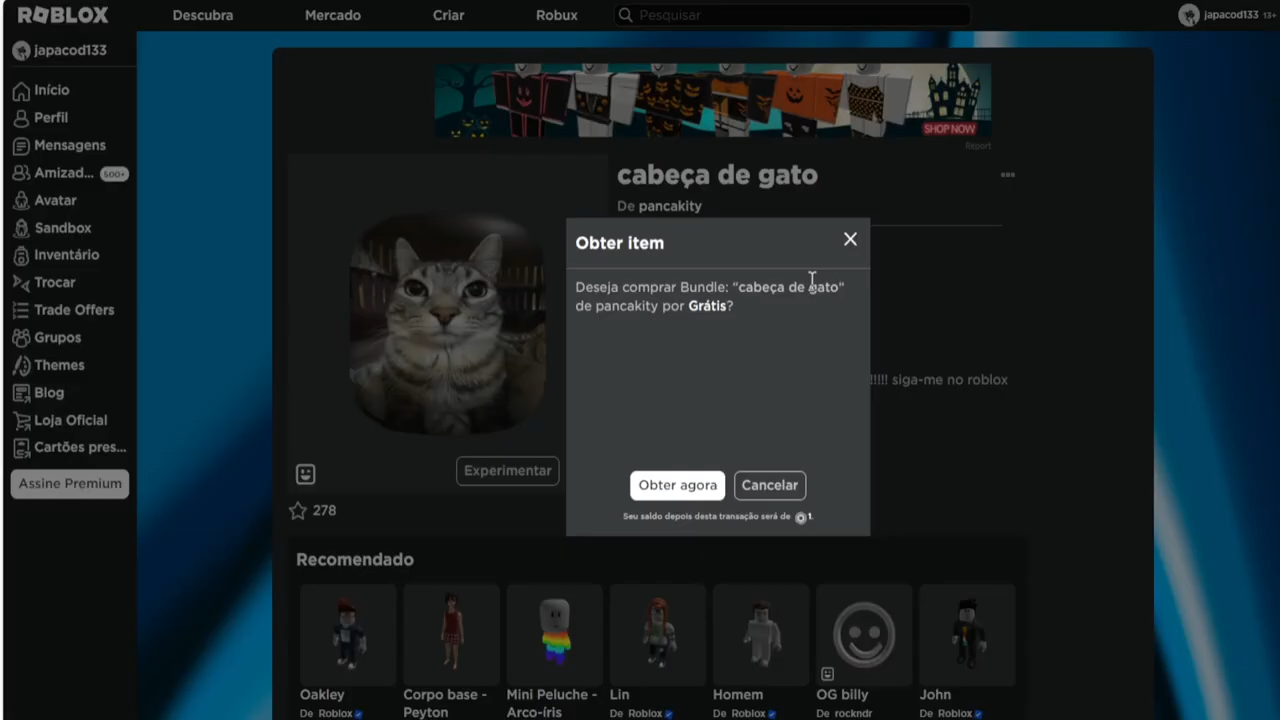 ROBLOX
Descubra
Mercado
Criar
Robux
Pesquisar
japacod133 13+
japacod133
Início
Perfil
Mensagens
Amizad... 500+
Avatar
Sandbox
Inventário
Trocar
Trade Offers
Grupos
Themes
Blog
Loja Oficial
Cartões pres...
Assine Premium
SHOP NOW
Report
cabeça de gato
De pancakity
Obter item
Deseja comprar Bundle: “cabeça de gato“
de pancakity por Grátis?
!!!!! siga-me no roblox
Obter agora
Cancelar
Seu saldo depois desta transação será de 1.
Experimentar
278
Recomendado
Oakley
De Roblox
Corpo base -
Peyton
Mini Peluche -
Arco-íris
Lin
De Roblox
Homem
De Roblox
OG billy
De rockndr
John
De Roblox